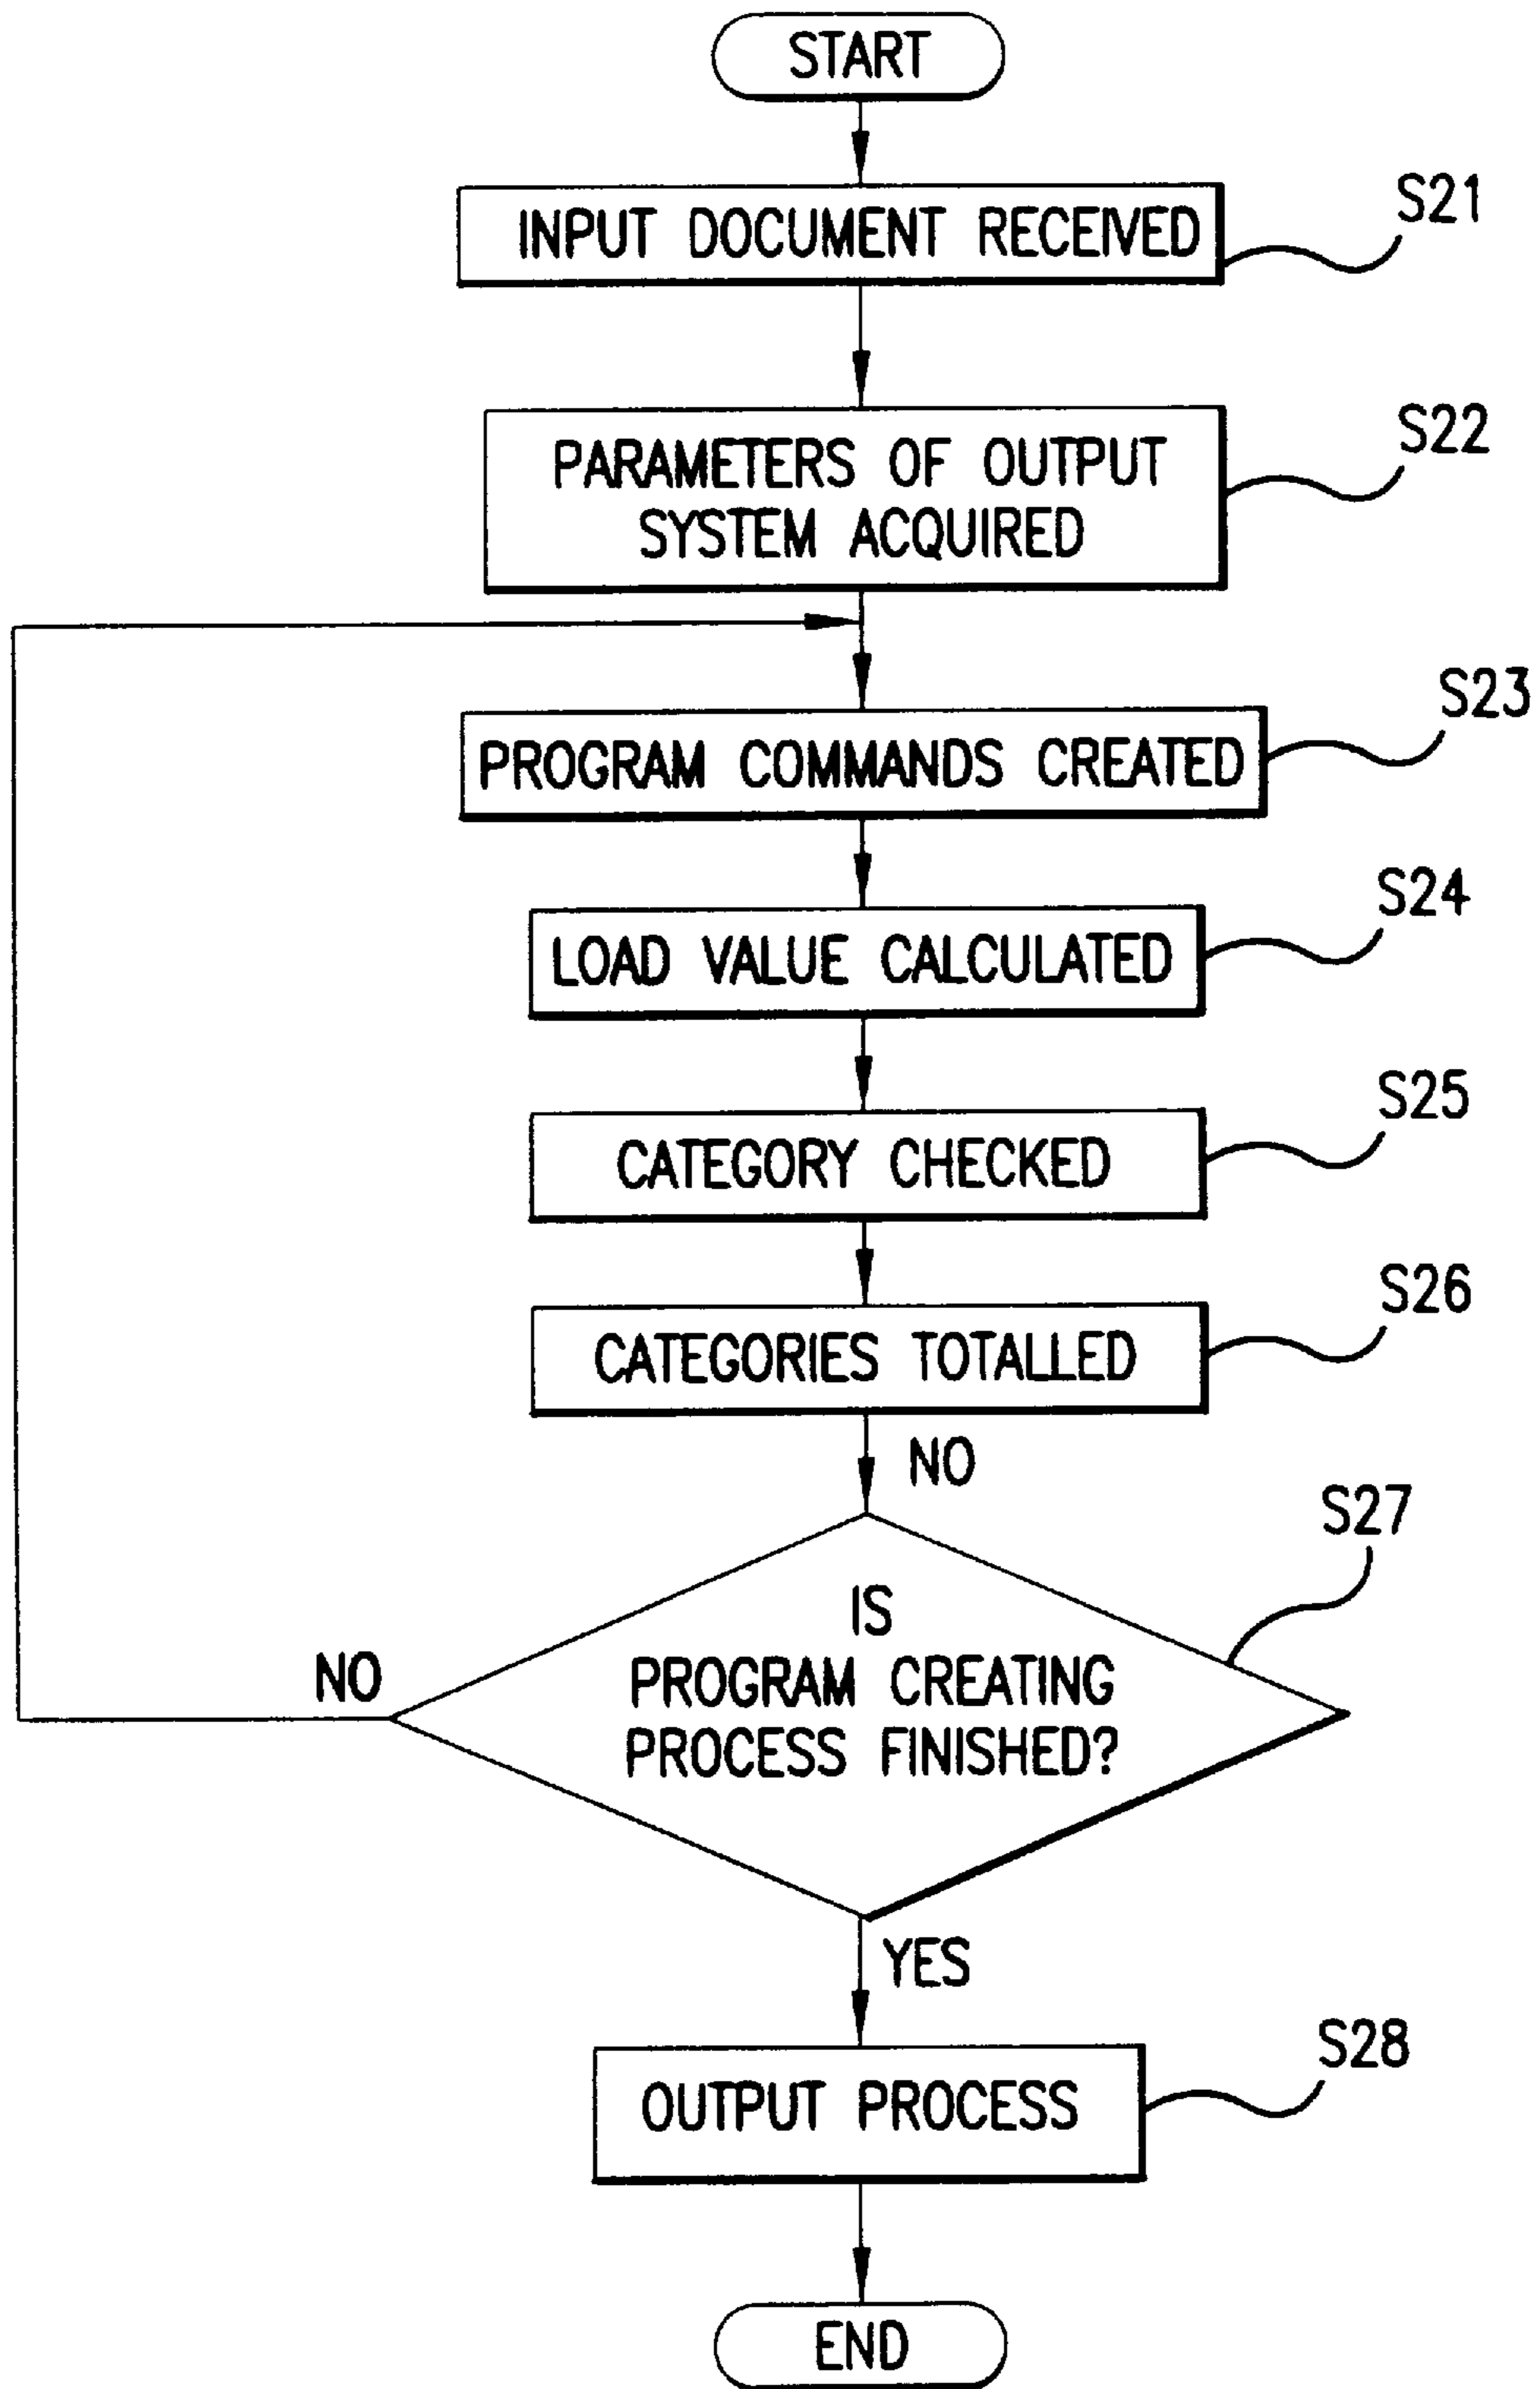 START
INPUT DOCUMENT RECEIVED
S21
PARAMETERS OF OUTPUT
SYSTEM ACQUIRED
S22
PROGRAM COMMANDS CREATED
S23
LOAD VALUE CALCULATED
S24
CATEGORY CHECKED
S25
CATEGORIES TOTALLED
S26
NO
S27
IS
PROGRAM CREATING
PROCESS FINISHED?
NO
YES
OUTPUT PROCESS
S28
END